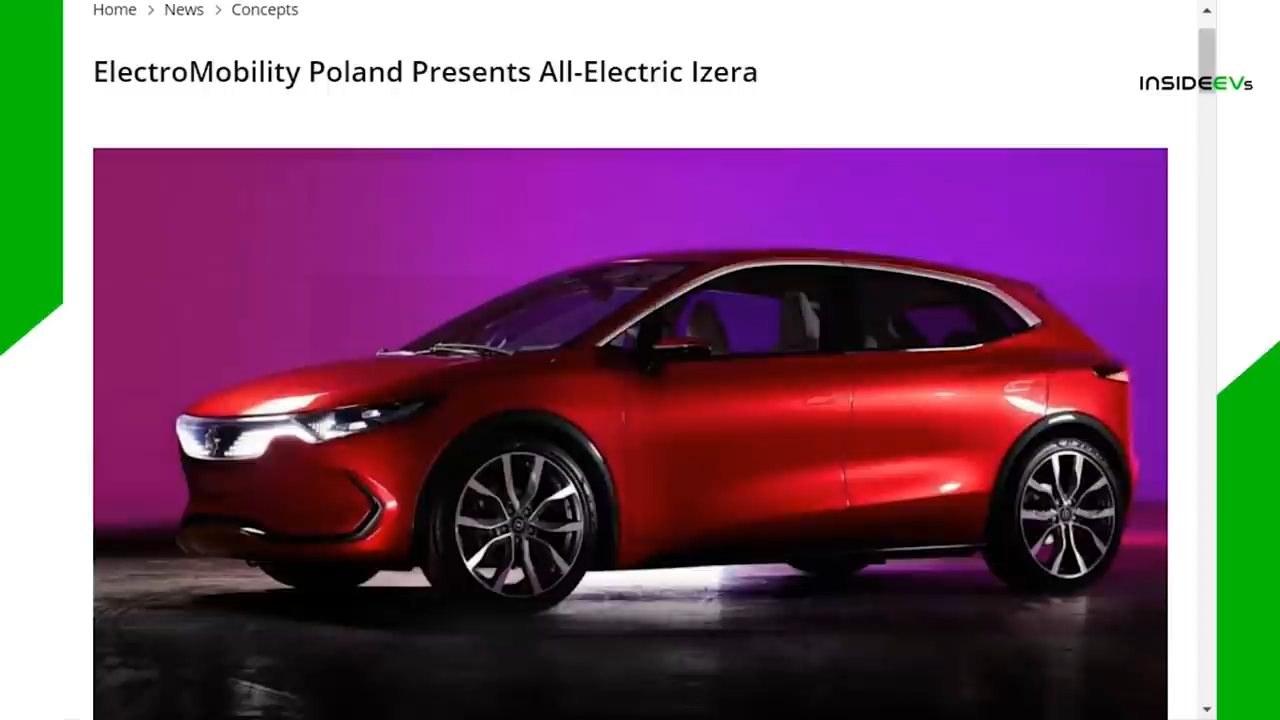 Home > News > Concepts
ElectroMobility Poland Presents All-Electric Izera
INSIDEEVs